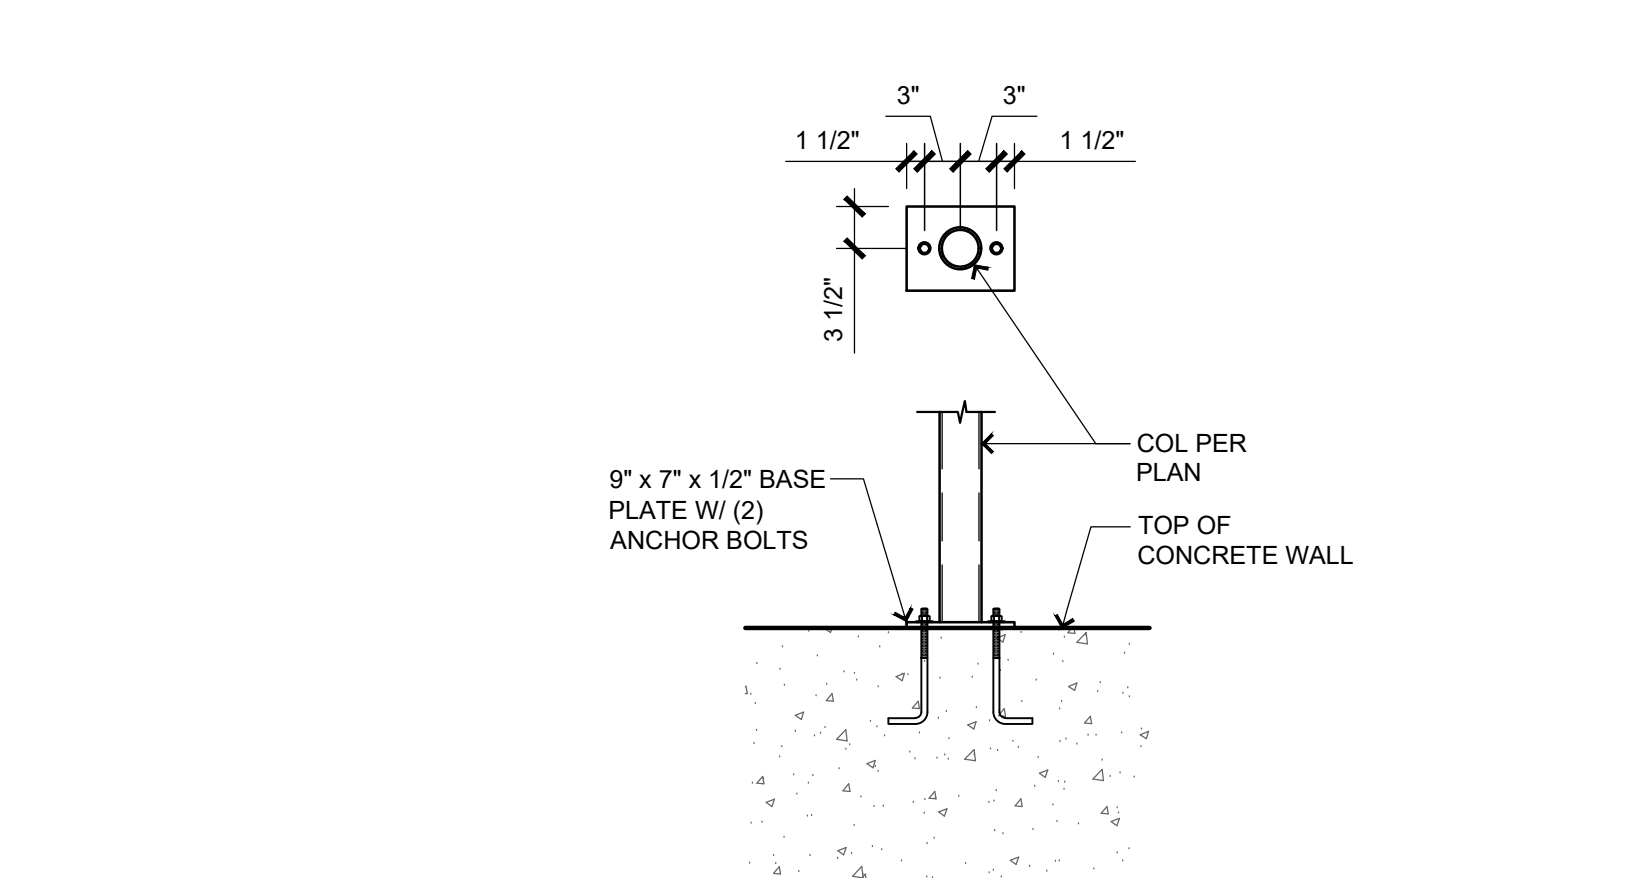 3" 3"
1 1/2" 1 1/2"
3 1/2"
COL PER
PLAN
9" x 7" x 1/2" BASE
PLATE W/ (2)
ANCHOR BOLTS
TOP OF
CONCRETE WALL